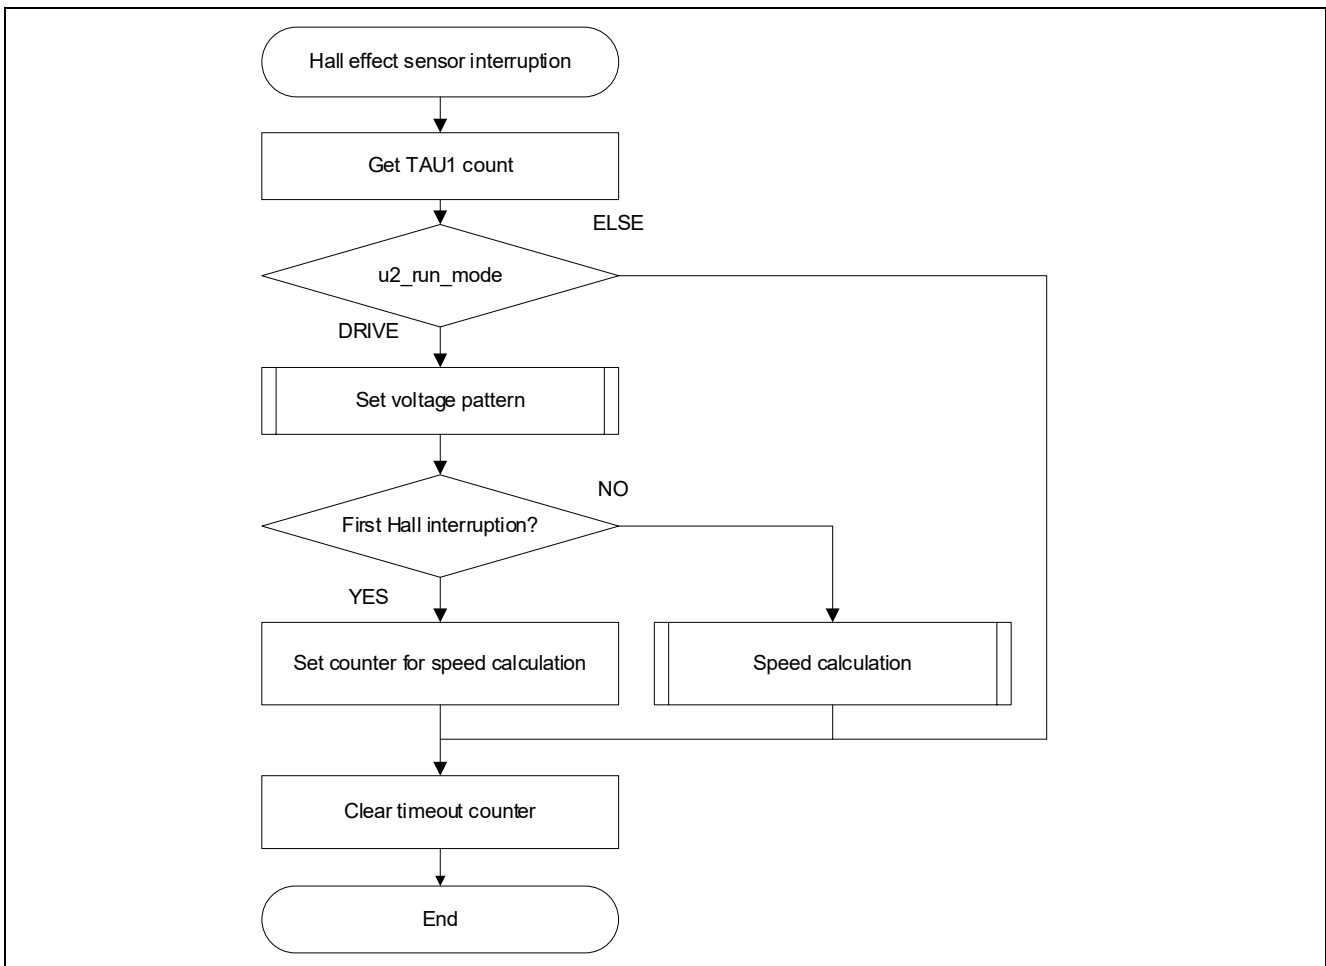 Hall effect sensor interruption
Get TAU1 count
ELSE
u2_run_mode
DRIVE
Set voltage pattern
NO
First Hall interruption?
YES
Set counter for speed calculation
Speed calculation
Clear timeout counter
End